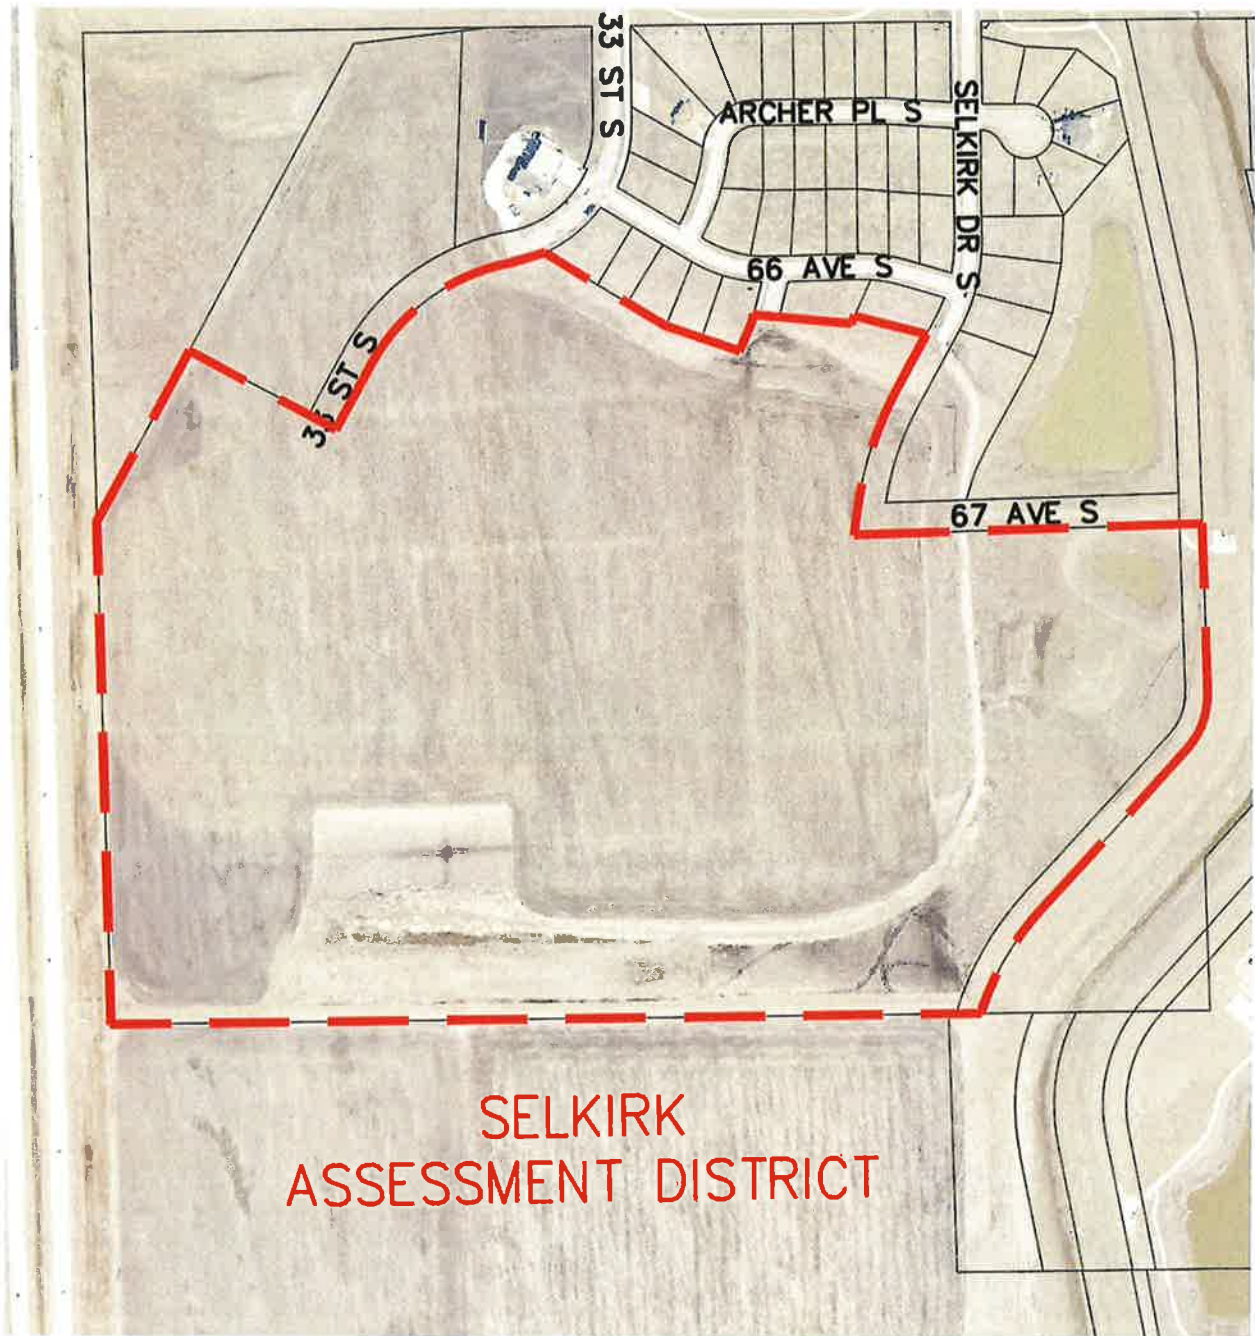 33 ST S
ARCHER PL S
SELKIRK DR S
66 AVE S
33 ST S
67 AVE S
SELKIRK
ASSESSMENT DISTRICT